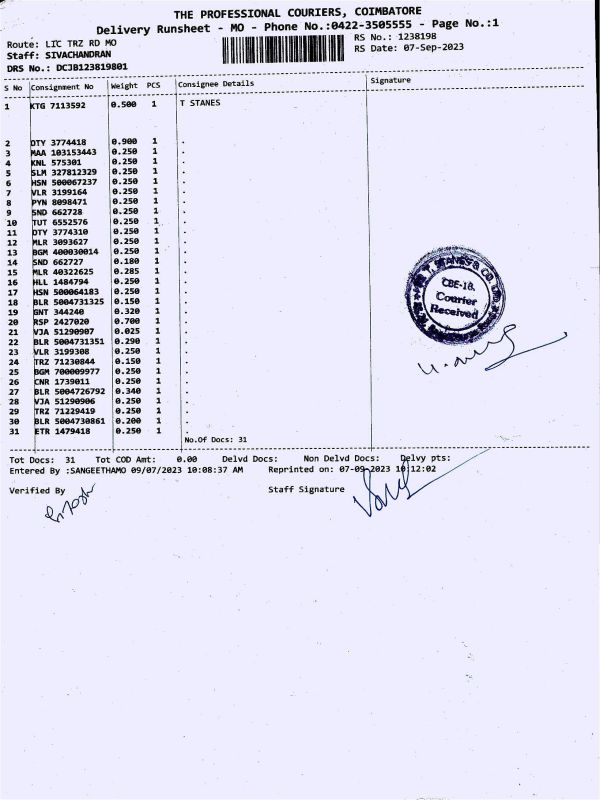 THE PROFESSIONAL COURIERS, COIMBATORE
Delivery Runsheet - MO - Phone No.:0422-3505555 - Page No.:1
Route: LIC TRZ RD MO
RS No.: 1238198
Staff: SIVACHANDRAN
RS Date: 07-Sep-2023
DRS No.: DCJB123819801
S No Consignment No Weight PCS Consignee Details Signature
1 KTG 7113592 0.500 1 T STANES
2 OTY 3774418 0.900 1 .
3 MAA 103153443 0.250 1 .
4 KNL 575301 0.250 1 .
5 SLM 327812329 0.250 1 .
6 HSN 500067237 0.250 1 .
7 VLR 3199164 0.250 1 .
8 PYN 8098471 0.250 1 .
9 SND 662728 0.250 1 .
10 TUT 6552576 0.250 1 .
11 OTY 3774310 0.250 1 .
12 MLR 3093627 0.250 1 .
13 BGM 400030014 0.250 1 .
14 SND 662727 0.180 1 .
15 MLR 40322625 0.285 1 .
16 HLL 1484794 0.250 1 .
17 HSN 500064183 0.250 1 .
18 BLR 5004731325 0.150 1 .
19 GNT 344240 0.320 1 .
20 RSP 2427020 0.700 1 .
21 VJA 51290907 0.025 1 .
22 BLR 5004731351 0.290 1 .
23 VLR 3199308 0.250 1 .
24 TRZ 71230844 0.150 1 .
25 BGM 700009977 0.250 1 .
26 CNR 1739011 0.250 1 .
27 BLR 5004726792 0.340 1 .
28 VJA 51290906 0.250 1 .
29 TRZ 71229419 0.250 1 .
30 BLR 5004730861 0.200 1 .
31 ETR 1479418 0.250 1 .
No.Of Docs: 31
T. STANES & CO. LTD.
CBE-18.
Courier
Received
Tot Docs: 31 Tot COD Amt: 0.00 Delvd Docs: Non Delvd Docs: Delvy pts:
Entered By :SANGEETHAMO 09/07/2023 10:08:37 AM Reprinted on: 07-09-2023 10:12:02
Verified By Staff Signature